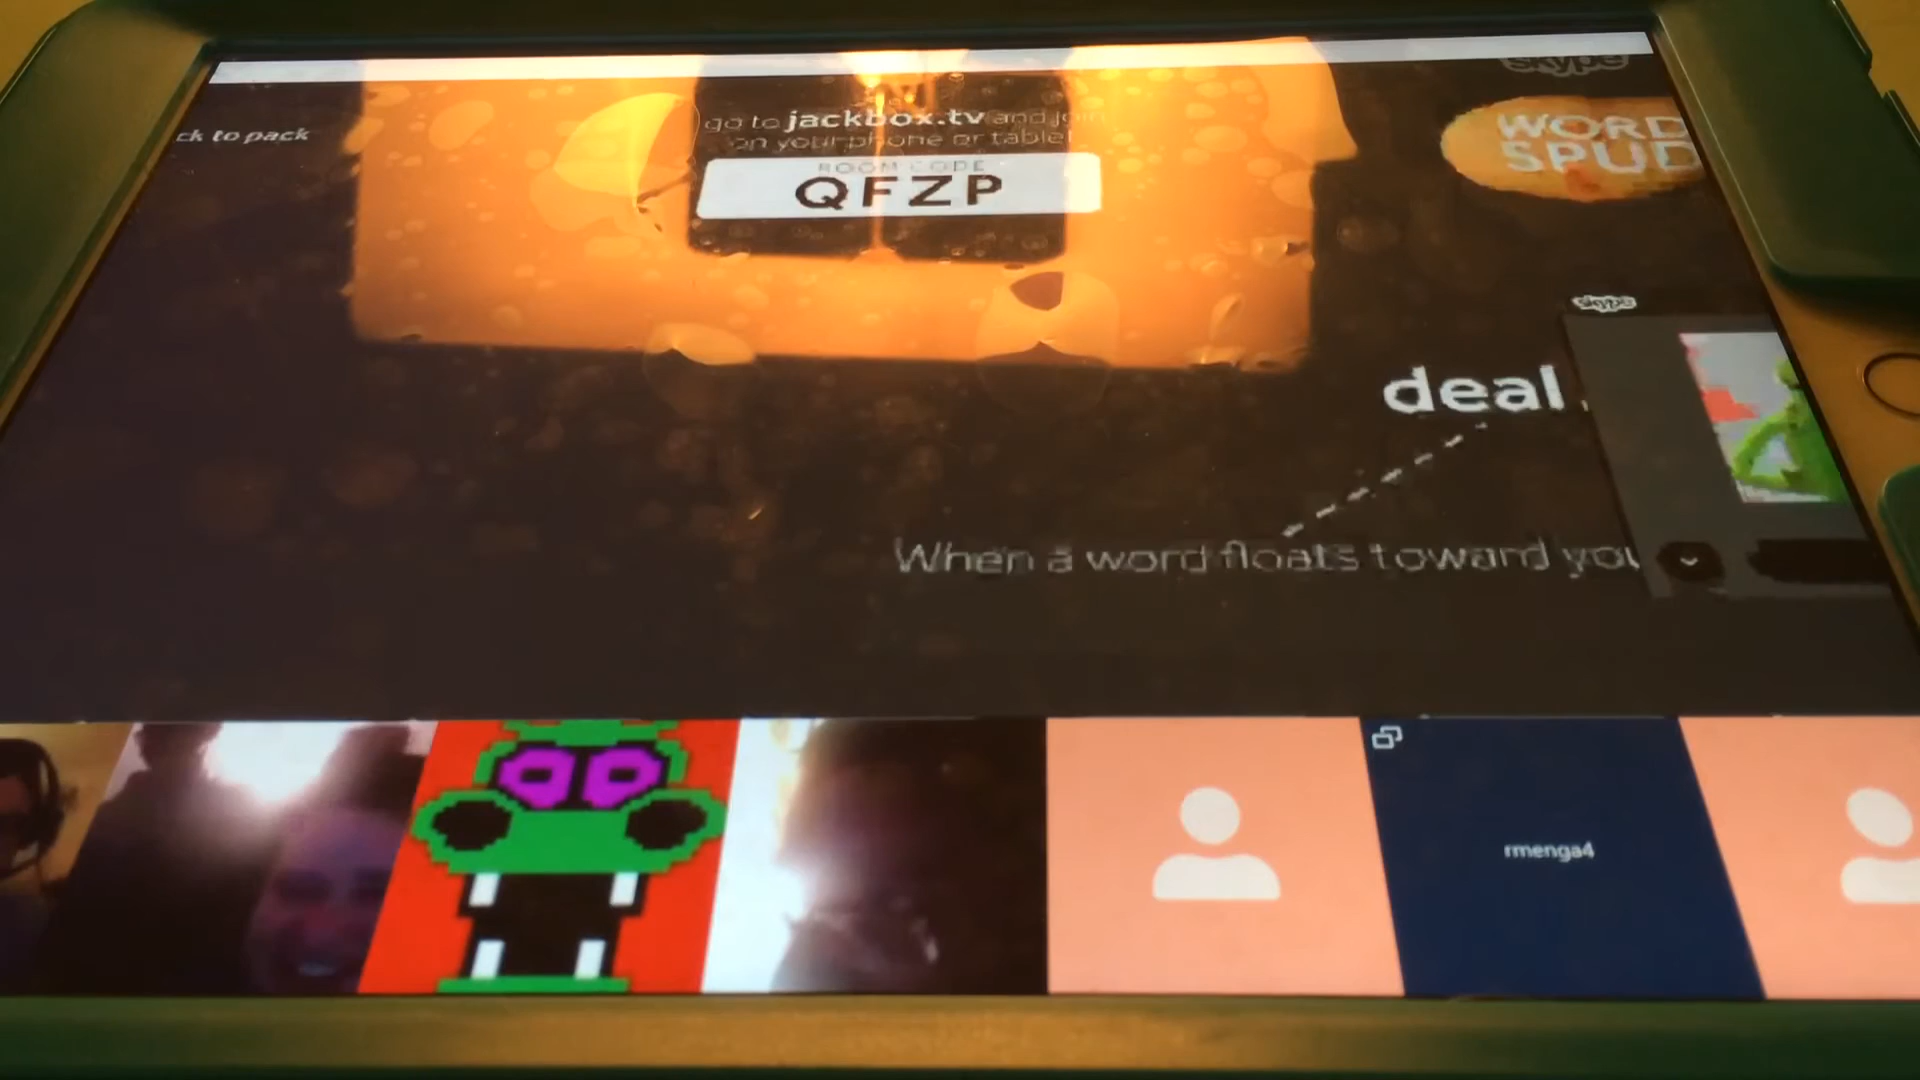 skype
ck to pack
go to jackbox.tv and join
on your phone or tablet
ROOM CODE
QFZP
WORD
SPUD
skype
deal
When a word floats toward you
rmenga4